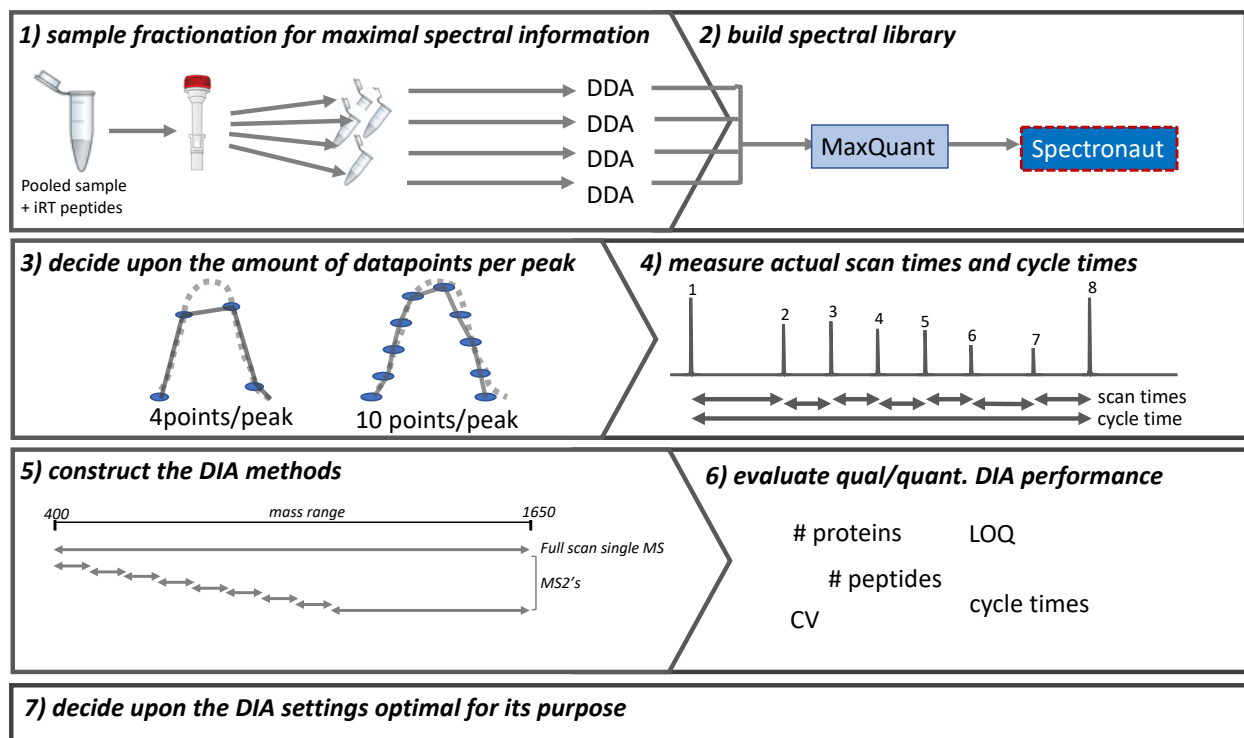 1) sample fractionation for maximal spectral information
Pooled sample
+ iRT peptides
DDA
DDA
DDA
DDA
2) build spectral library
MaxQuant
Spectronaut
3) decide upon the amount of datapoints per peak
4points/peak
10 points/peak
4) measure actual scan times and cycle times
1
2
3
4
5
6
7
8
scan times
cycle time
5) construct the DIA methods
400
mass range
1650
Full scan single MS
MS2's
6) evaluate qual/quant. DIA performance
# proteins
LOQ
# peptides
cycle times
CV
7) decide upon the DIA settings optimal for its purpose